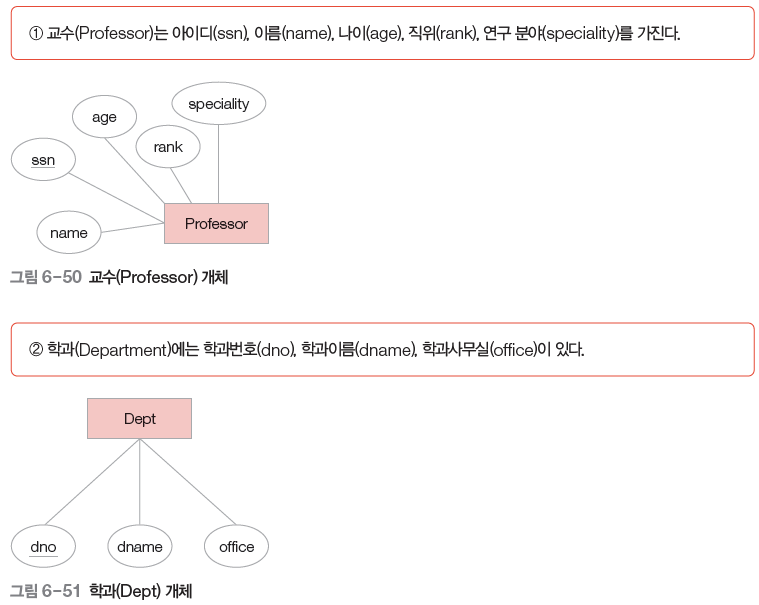 ① 교수(Professor)는 아이디(ssn), 이름(name), 나이(age), 직위(rank), 연구 분야(speciality)를 가진다.
speciality
age
rank
ssn
Professor
name
그림 6-50 교수(Professor) 개체
② 학과(Department)에는 학과번호(dno), 학과이름(dname), 학과사무실(office)이 있다.
Dept
dno dname office
그림 6-51 학과(Dept) 개체